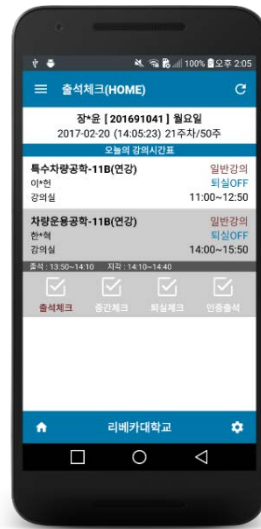 100% 오후 2:05
출석체크(HOME)
장*윤 [ 201691041 ] 월요일
2017-02-20 (14:05:23) 21주차/50주
오늘의 강의시간표
특수차량공학-11B(연강) 일반강의
이*헌 퇴실OFF
강의실 11:00~12:50
차량운용공학-11B(연강) 일반강의
한*혁 퇴실OFF
강의실 14:00~15:50
출석 : 13:50~14:10 지각 : 14:10~14:40
출석체크 중간체크 퇴실체크 인증출석
리베카대학교